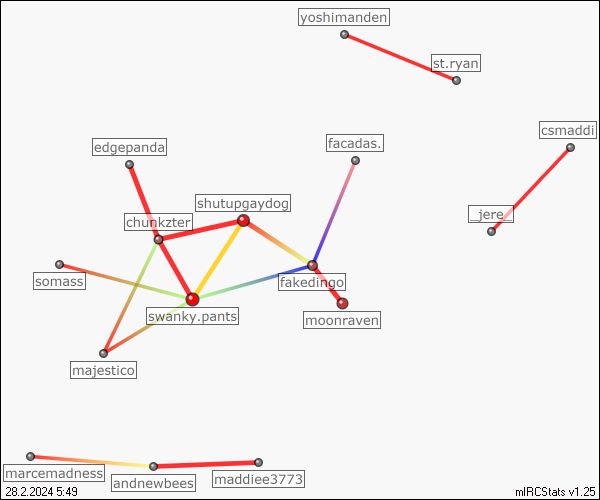 yoshimanden
st.ryan
csmaddi
edgepanda
facadas.
shutupgaydog
_jere_
chunkzter
somass
fakedingo
swanky.pants
moonraven
majestico
marcemadness
andnewbees
maddiee3773
28.2.2024 5:49
mIRCStats v1.25